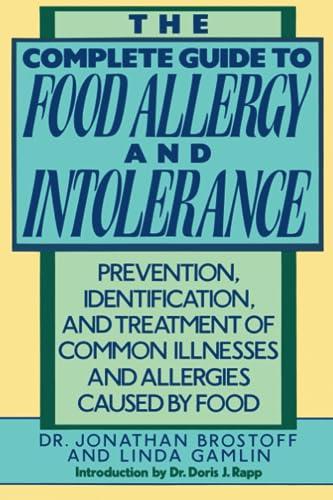 THE
COMPLETE GUIDE TO
FOOD ALLERGY
AND
INTOLERANCE
PREVENTION,
IDENTIFICATION,
AND TREATMENT OF
COMMON ILLNESSES
AND ALLERGIES
CAUSED BY FOOD
DR. JONATHAN BROSTOFF
AND LINDA GAMLIN
Introduction by Dr. Doris J. Rapp